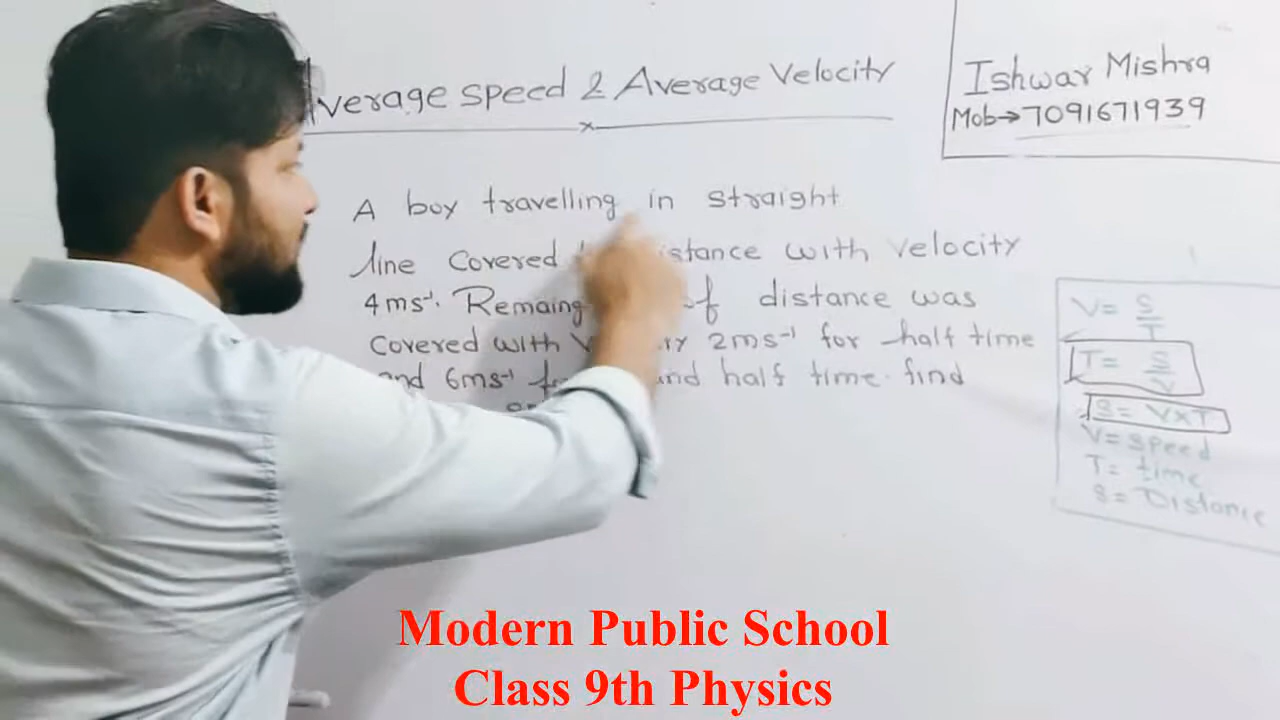 Average speed & Average Velocity
Ishwar Mishra
Mob→7091671939
A boy travelling in straight
line covered distance with velocity
4ms⁻¹. Remaing of distance was
covered with 2ms⁻¹ for half time
and 6ms⁻¹ half time. find
V= S/T
T= S/V
S= V×T
V= speed
T= time
S= Distance
Modern Public School
Class 9th Physics